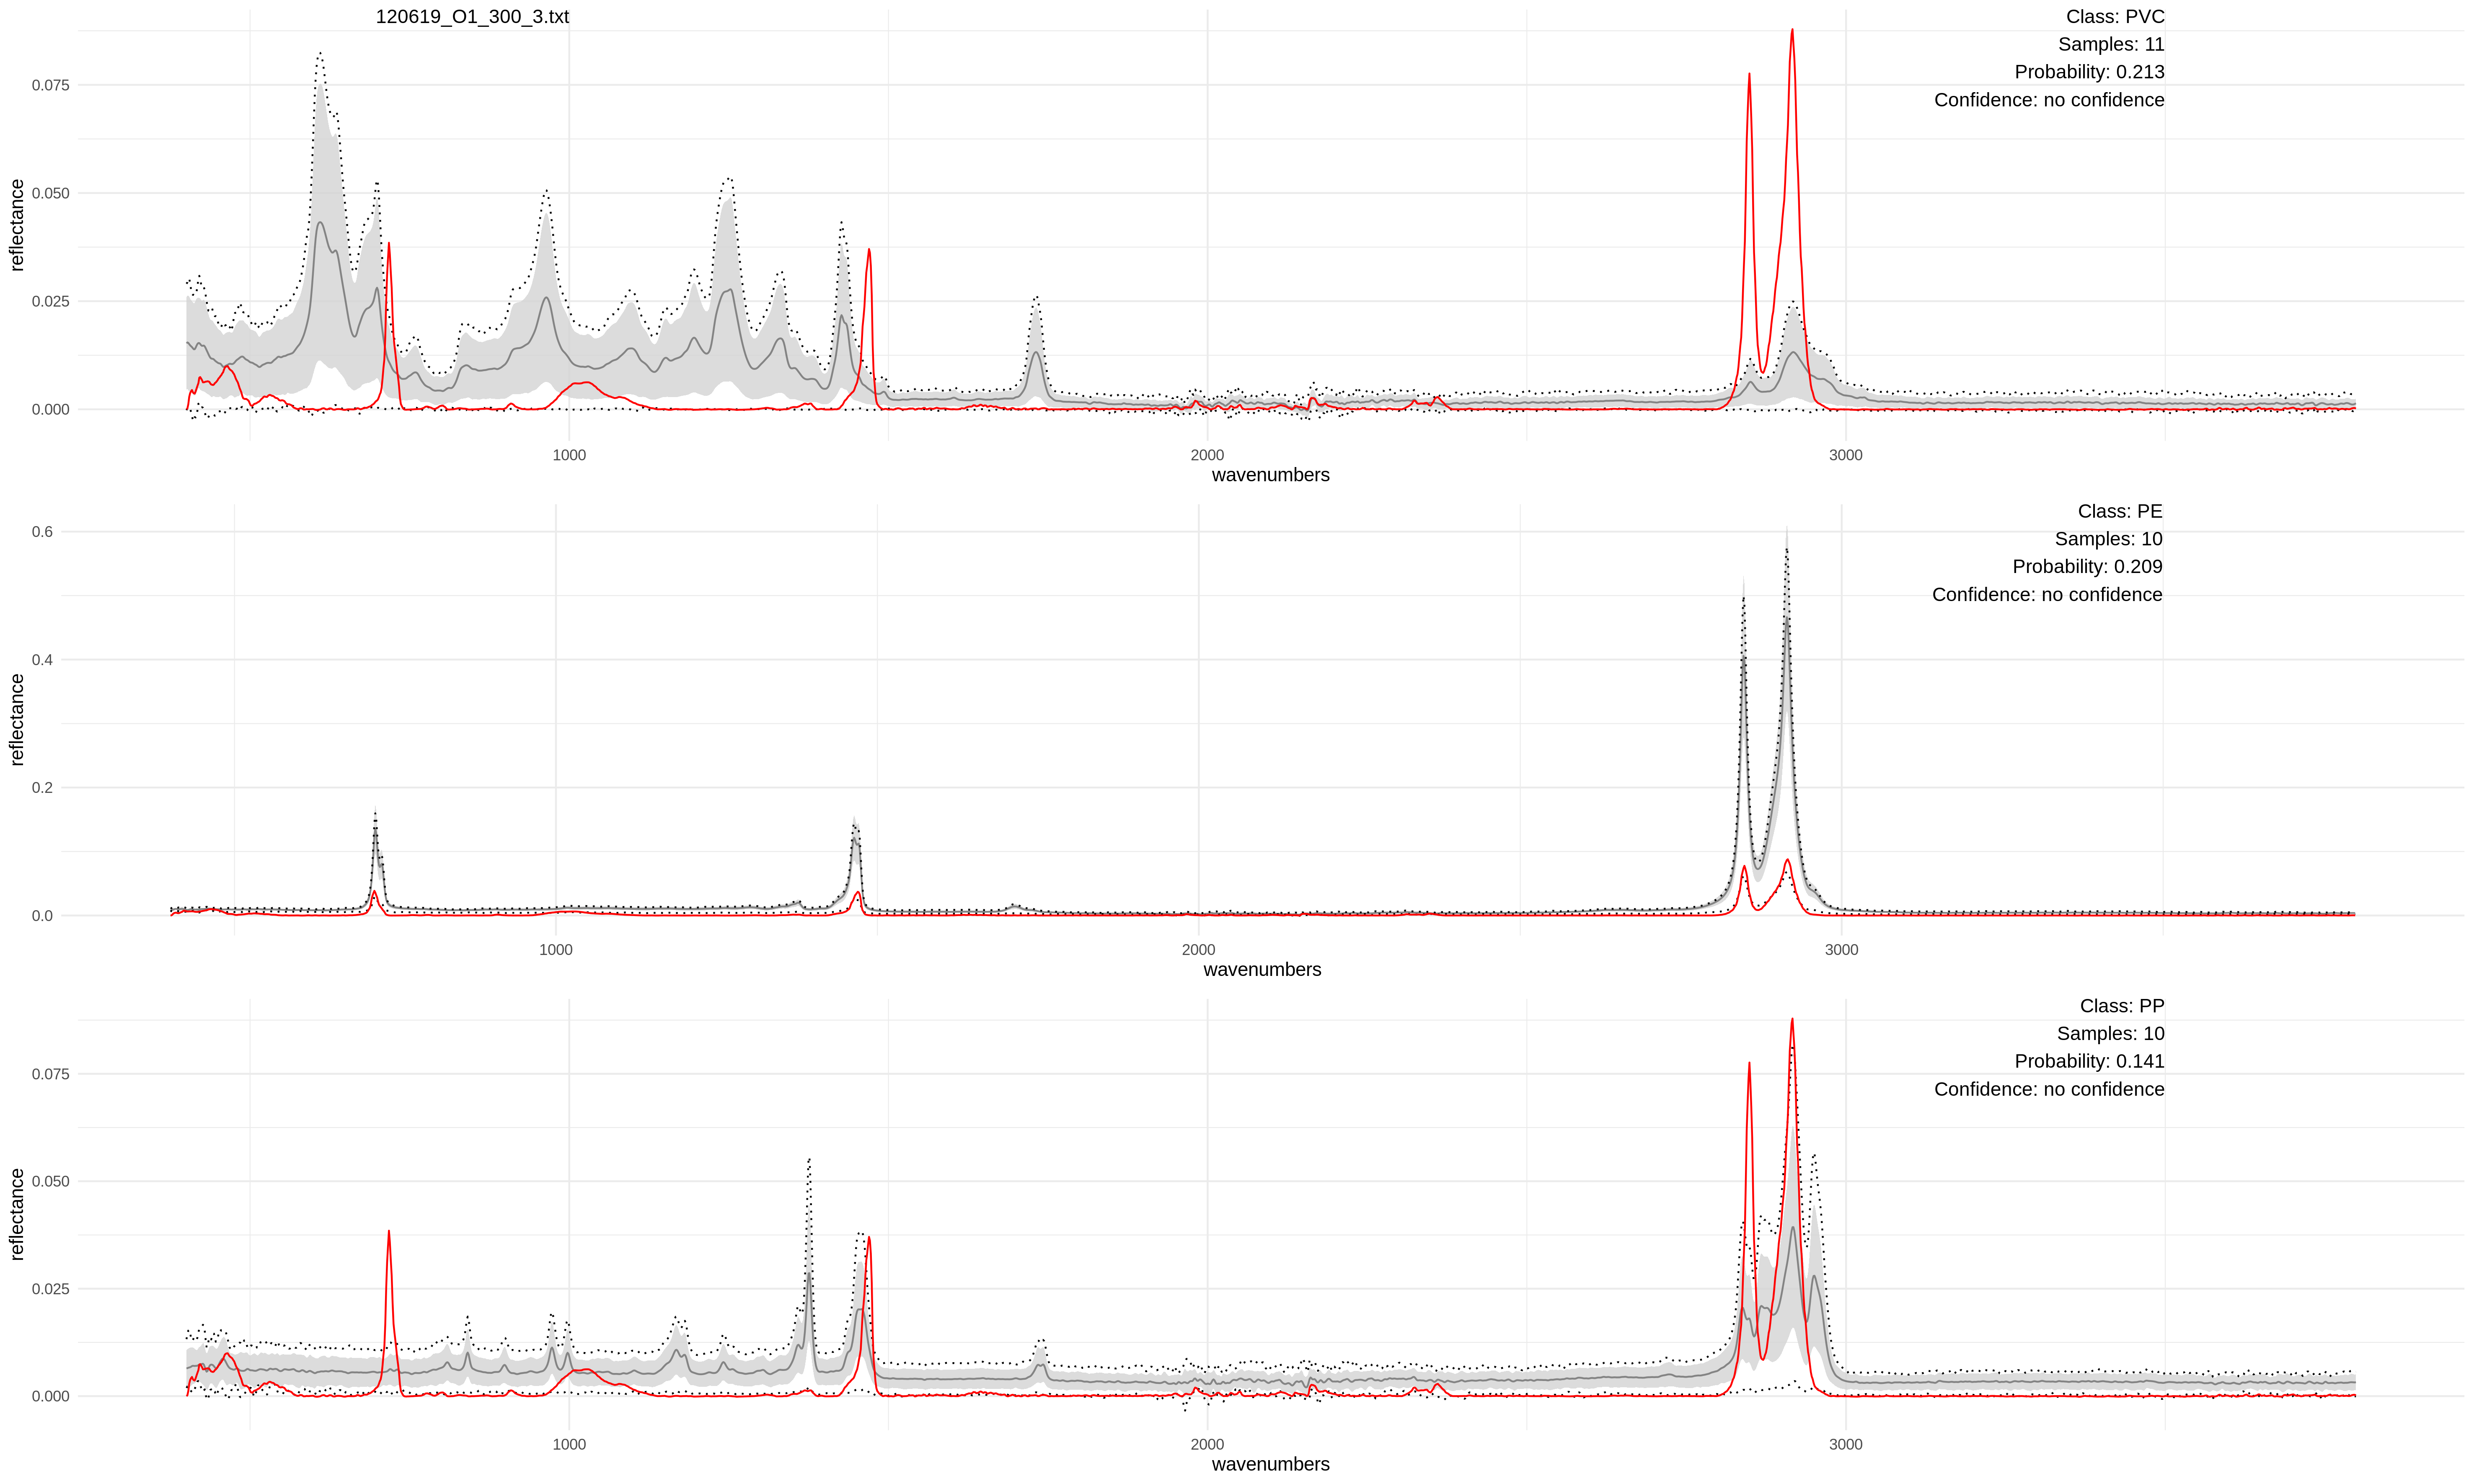 120619_O1_300_3.txt
Class: PVC
Samples: 11
Probability: 0.213
Confidence: no confidence
0.075
0.050
0.025
0.000
reflectance
1000
2000
3000
wavenumbers
Class: PE
Samples: 10
Probability: 0.209
Confidence: no confidence
0.6
0.4
0.2
0.0
reflectance
1000
2000
3000
wavenumbers
Class: PP
Samples: 10
Probability: 0.141
Confidence: no confidence
0.075
0.050
0.025
0.000
reflectance
1000
2000
3000
wavenumbers